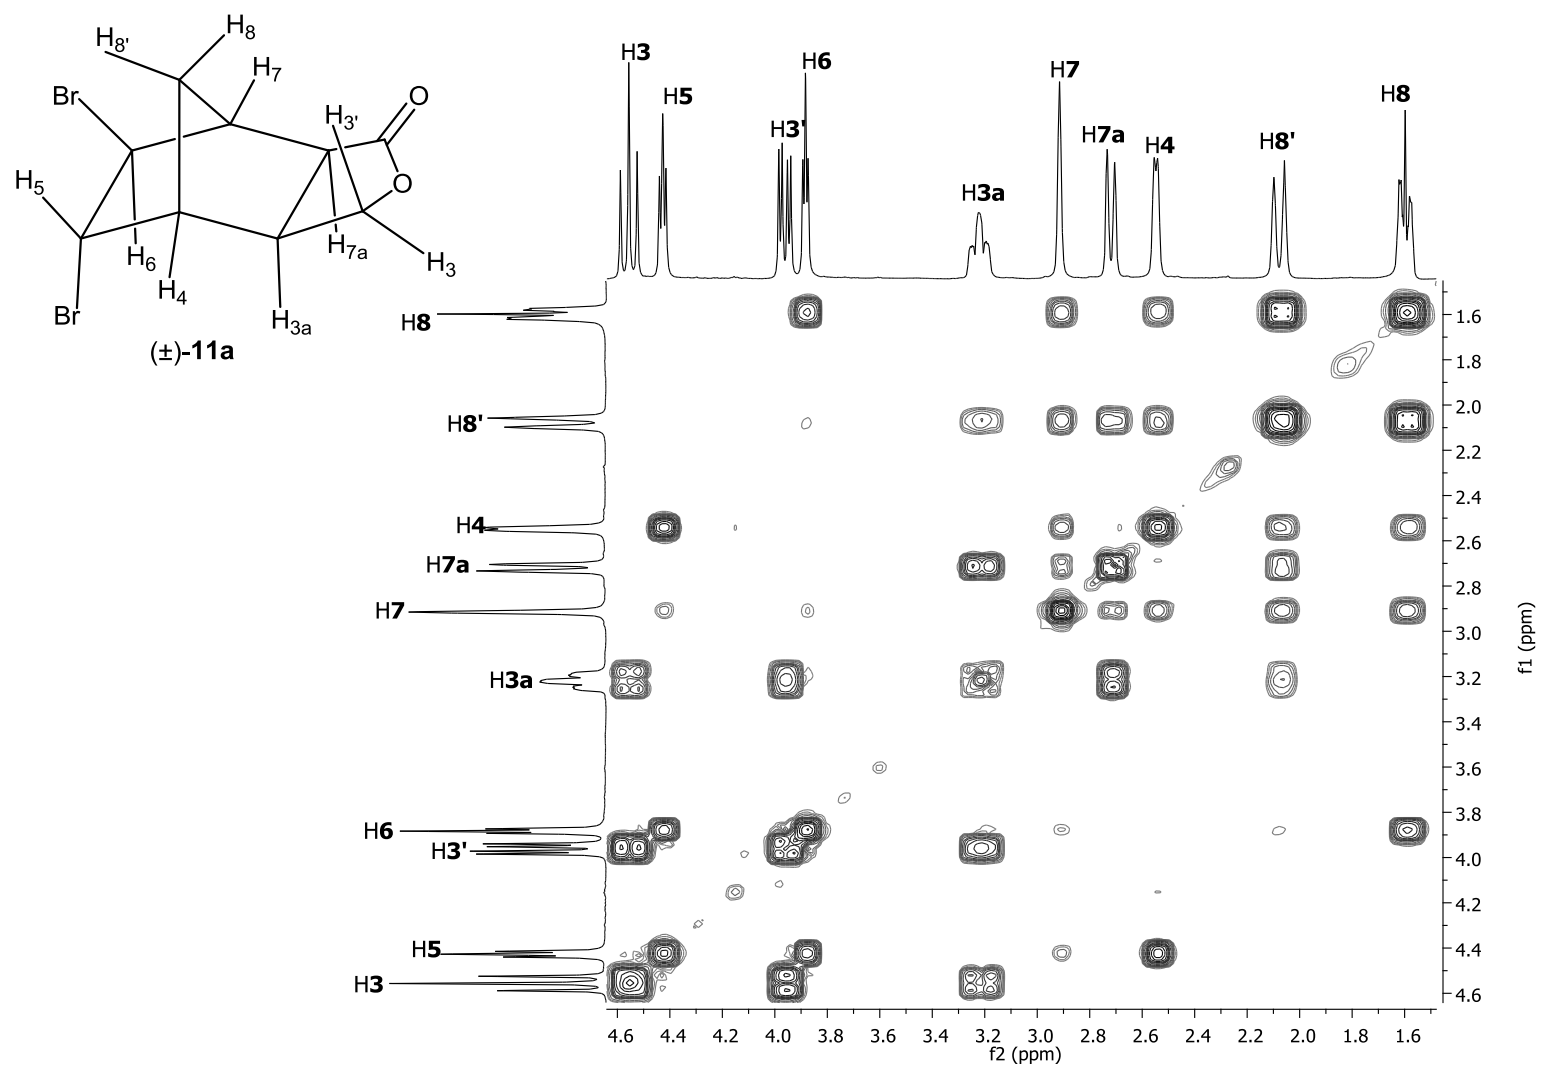 H8'
H8
H7
Br
O
H3'
O
H5
H6
H7a
H3
H4
Br
H3a
(±)-11a
H3
H5
H3'
H6
H3a
H7
H7a
H4
H8'
H8
H8
H8'
H4
H7a
H7
H3a
H6
H3'
H5
H3
1.6
1.8
2.0
2.2
2.4
2.6
2.8
3.0
3.2
3.4
3.6
3.8
4.0
4.2
4.4
4.6
f1 (ppm)
4.6 4.4 4.2 4.0 3.8 3.6 3.4 3.2 3.0 2.8 2.6 2.4 2.2 2.0 1.8 1.6
f2 (ppm)